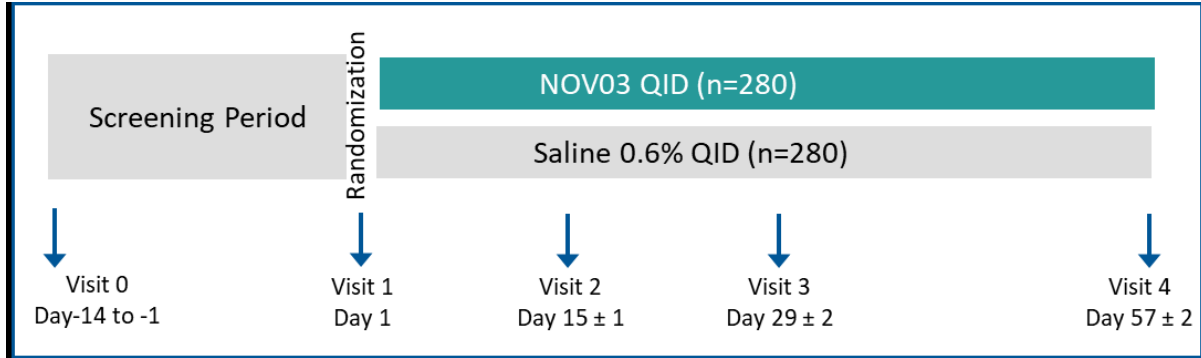 Screening Period
Randomization
NOV03 QID (n=280)
Saline 0.6% QID (n=280)
Visit 0
Day-14 to -1
Visit 1
Day 1
Visit 2
Day 15 ± 1
Visit 3
Day 29 ± 2
Visit 4
Day 57 ± 2